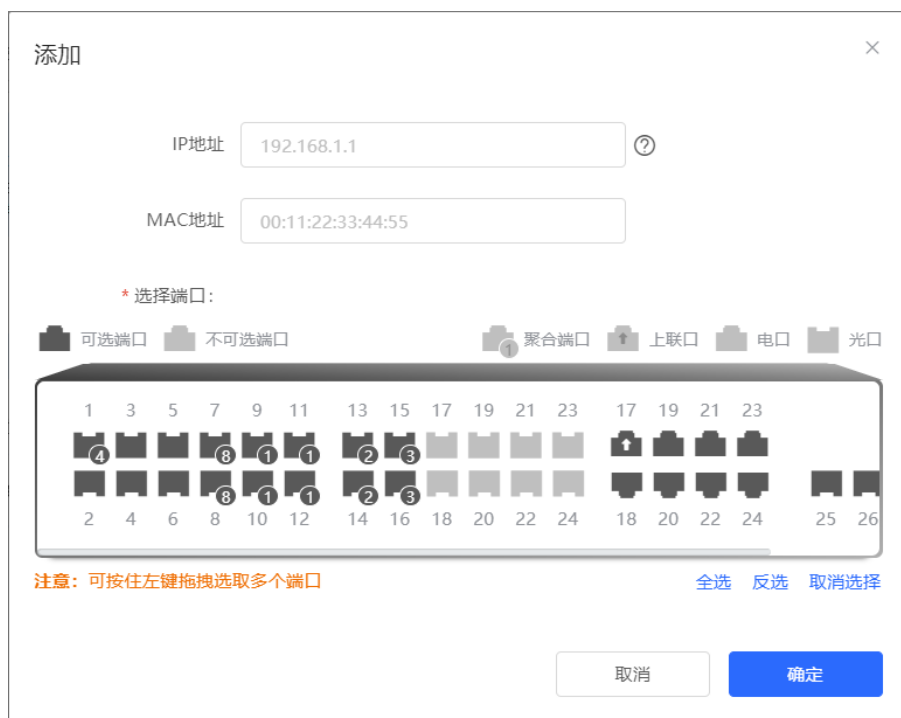 添加
IP地址 192.168.1.1
MAC地址 00:11:22:33:44:55
* 选择端口：
可选端口 不可选端口 1 聚合端口 上联口 电口 光口
1 3 5 7 9 11 13 15 17 19 21 23 17 19 21 23
4 8 1 1 2 3
8 1 1 2 3
2 4 6 8 10 12 14 16 18 20 22 24 18 20 22 24 25 26
注意：可按住左键拖拽选取多个端口 全选 反选 取消选择
取消 确定